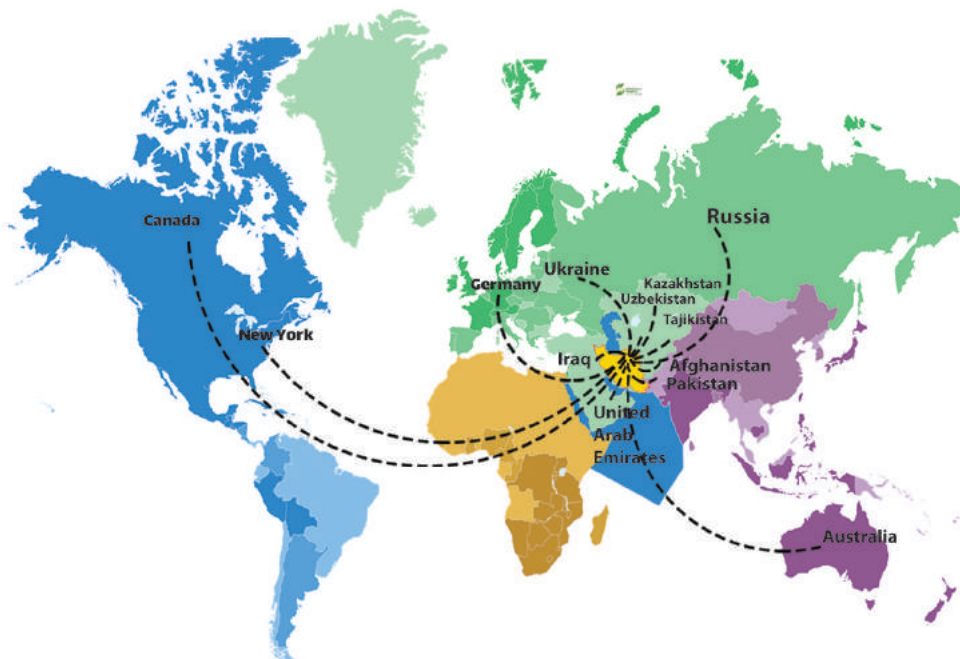 Russia
Canada
Ukraine
Germany
Kazakhstan
Uzbekistan
Tajikistan
New York
Iraq
Afghanistan
Pakistan
United
Arab
Emirates
Australia